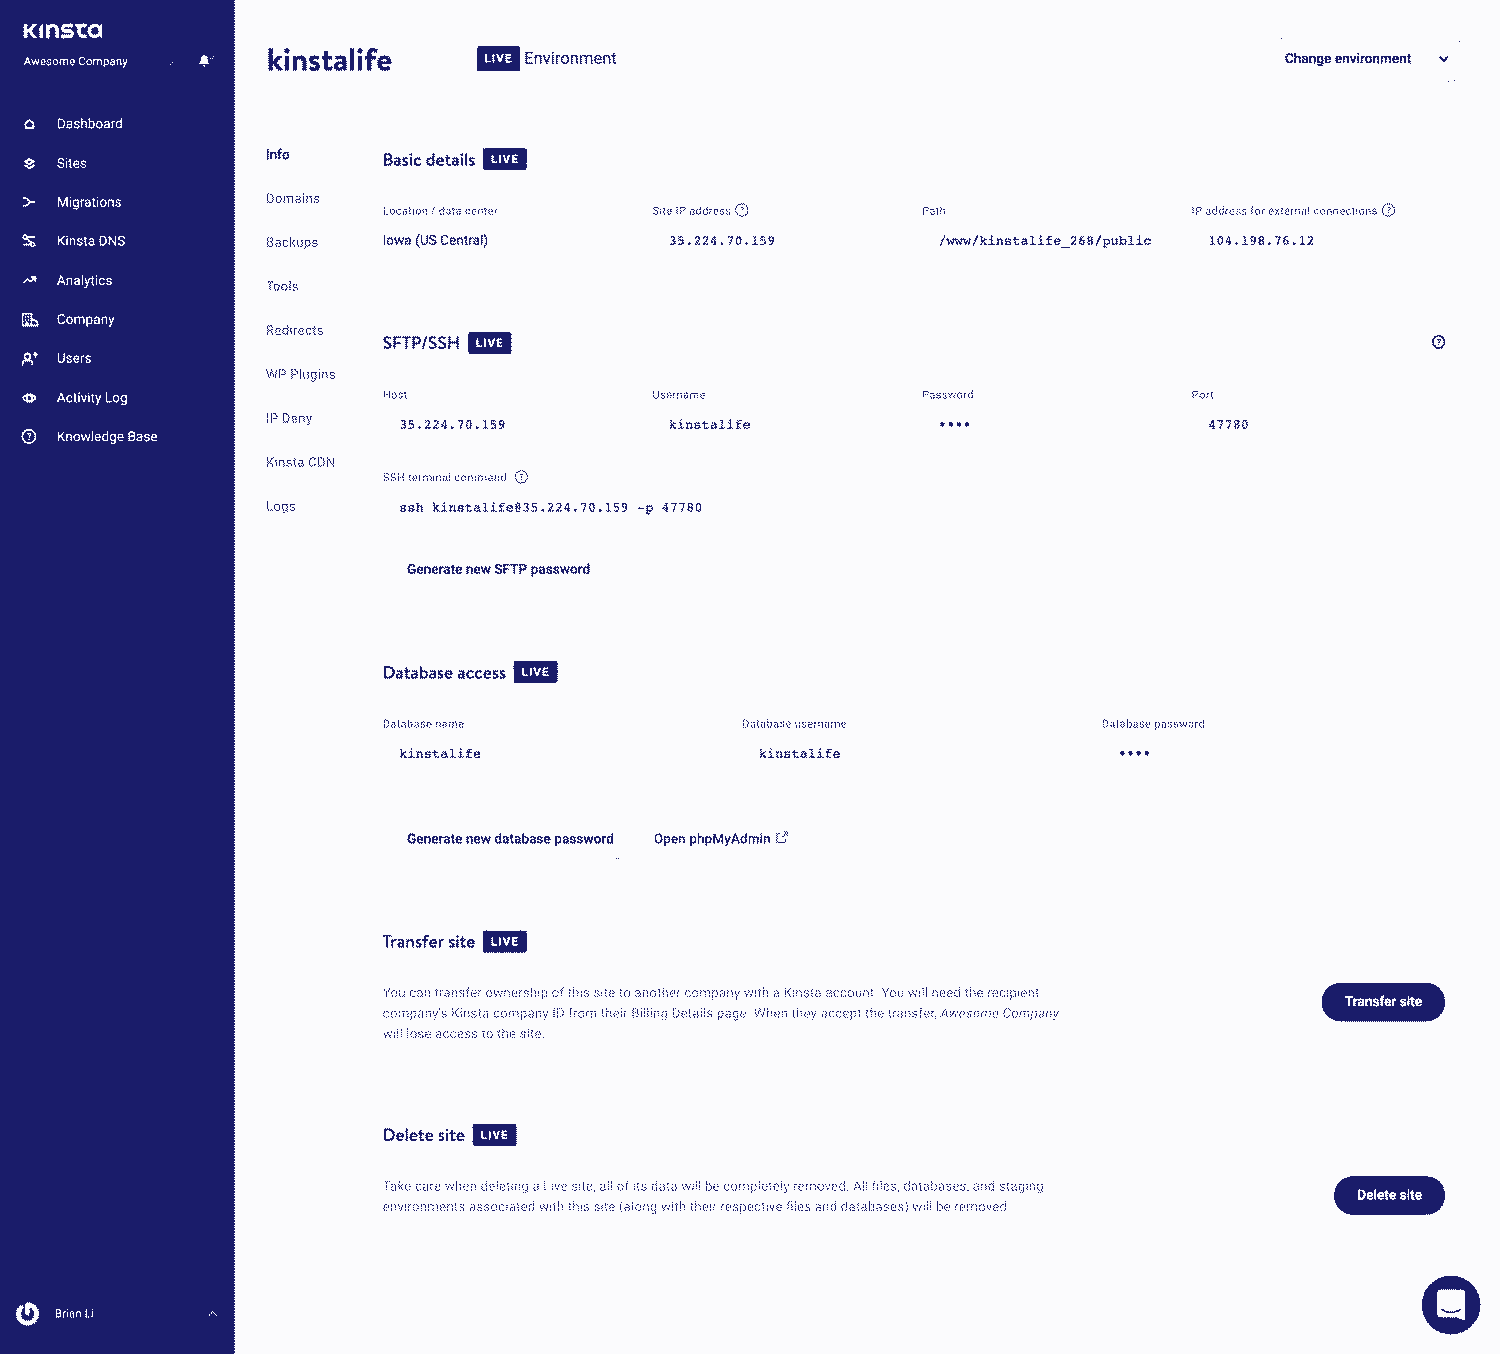 KINSTA
Awesome Company
Dashboard
Sites
Migrations
Kinsta DNS
Analytics
Company
Users
Activity Log
Knowledge Base
Brian Li
kinstalife
LIVE Environment
Change environment
Info
Domains
Backups
Tools
Redirects
WP Plugins
IP Deny
Kinsta CDN
Logs
Basic details LIVE
Location / data center
Iowa (US Central)
Site IP address ?
35.224.70.159
Path
/www/kinstalife_268/public
IP address for external connections ?
104.198.76.12
SFTP/SSH LIVE
?
Host
35.224.70.159
Username
kinstalife
Password
••••
Port
47780
SSH terminal command ?
ssh kinstalife@35.224.70.159 -p 47780
Generate new SFTP password
Database access LIVE
Database name
kinstalife
Database username
kinstalife
Database password
••••
Generate new database password
Open phpMyAdmin
Transfer site LIVE
You can transfer ownership of this site to another company with a Kinsta account. You will need the recipient
company's Kinsta company ID from their Billing Details page. When they accept the transfer, Awesome Company
will lose access to the site.
Transfer site
Delete site LIVE
Take care when deleting a Live site, all of its data will be completely removed. All files, databases, and staging
environments associated with this site (along with their respective files and databases) will be removed.
Delete site